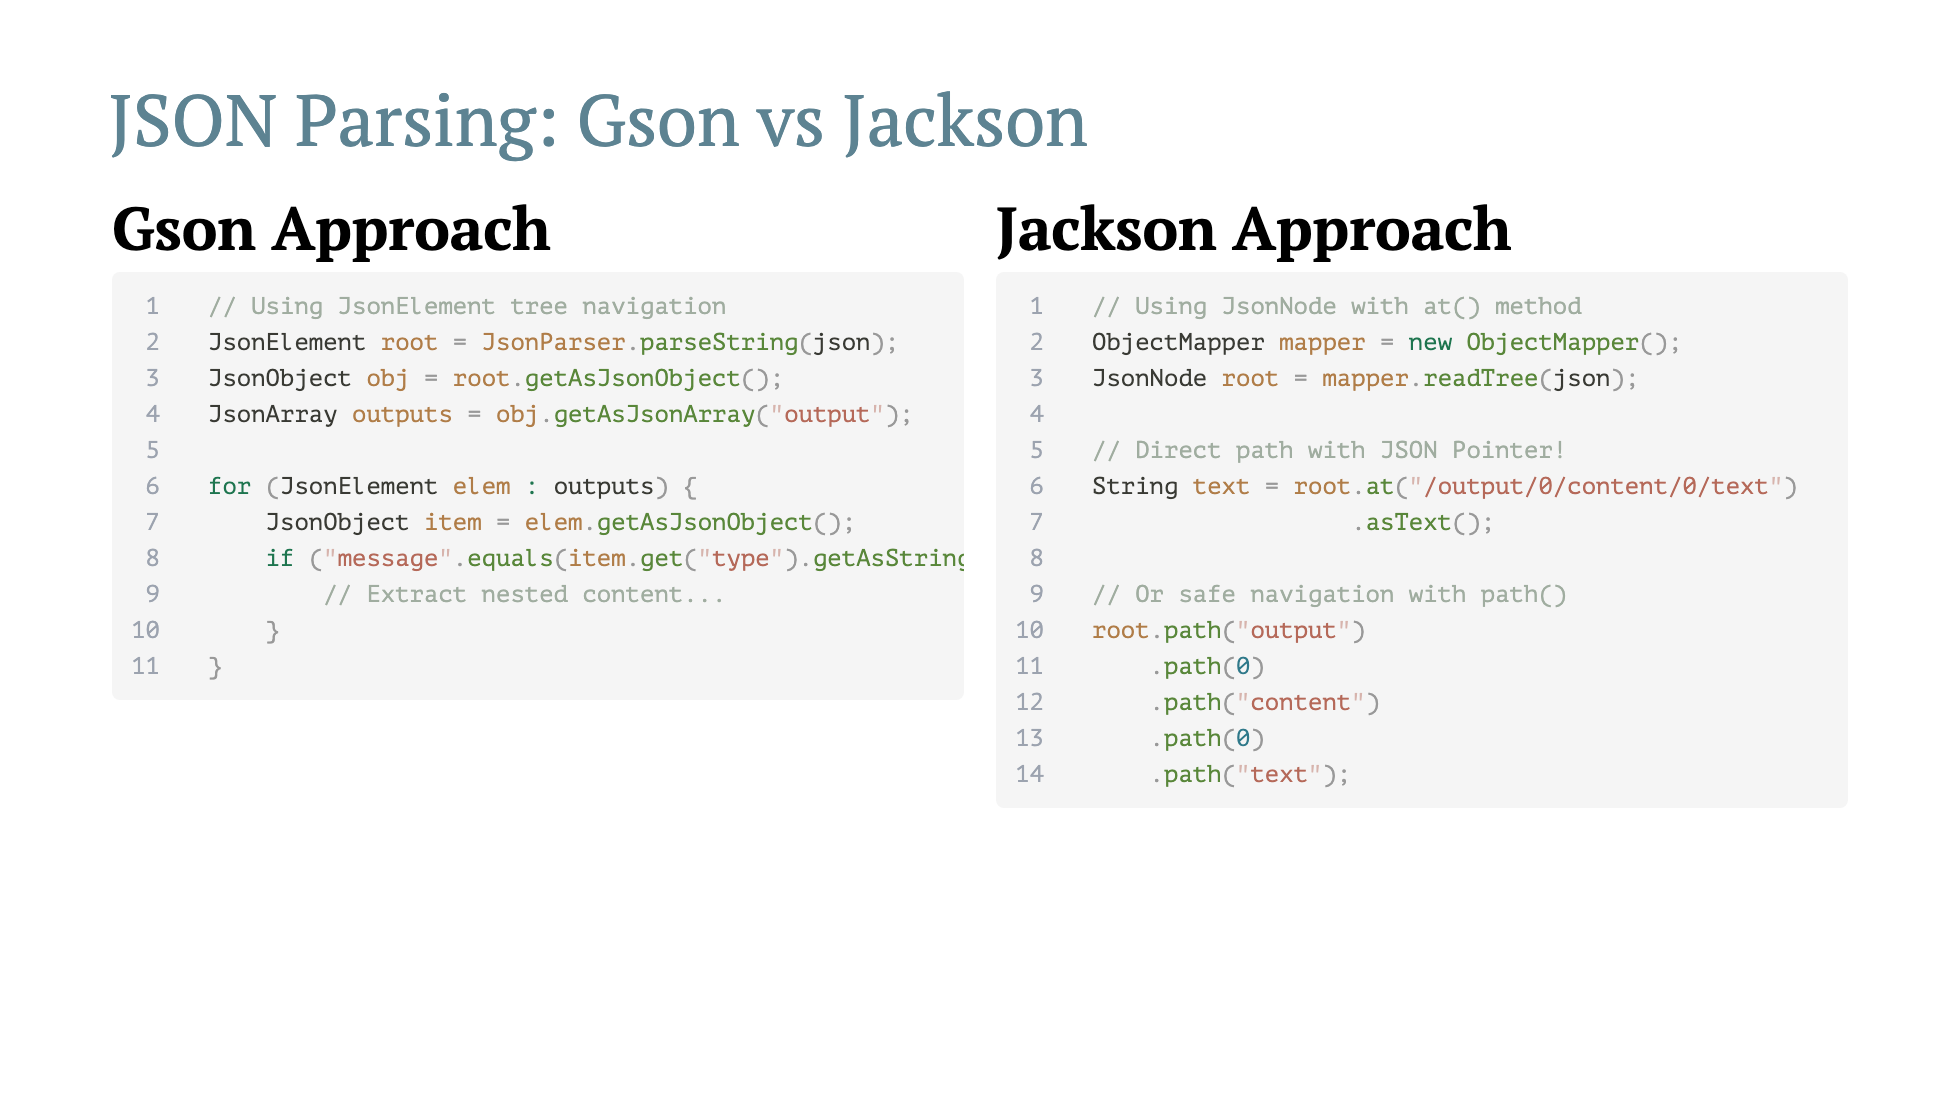 JSON Parsing: Gson vs Jackson
Gson Approach
1 // Using JsonElement tree navigation
2 JsonElement root = JsonParser.parseString(json);
3 JsonObject obj = root.getAsJsonObject();
4 JsonArray outputs = obj.getAsJsonArray("output");
5
6 for (JsonElement elem : outputs) {
7     JsonObject item = elem.getAsJsonObject();
8     if ("message".equals(item.get("type").getAsString
9         // Extract nested content...
10     }
11 }
Jackson Approach
1 // Using JsonNode with at() method
2 ObjectMapper mapper = new ObjectMapper();
3 JsonNode root = mapper.readTree(json);
4
5 // Direct path with JSON Pointer!
6 String text = root.at("/output/0/content/0/text")
7                   .asText();
8
9 // Or safe navigation with path()
10 root.path("output")
11     .path(0)
12     .path("content")
13     .path(0)
14     .path("text");